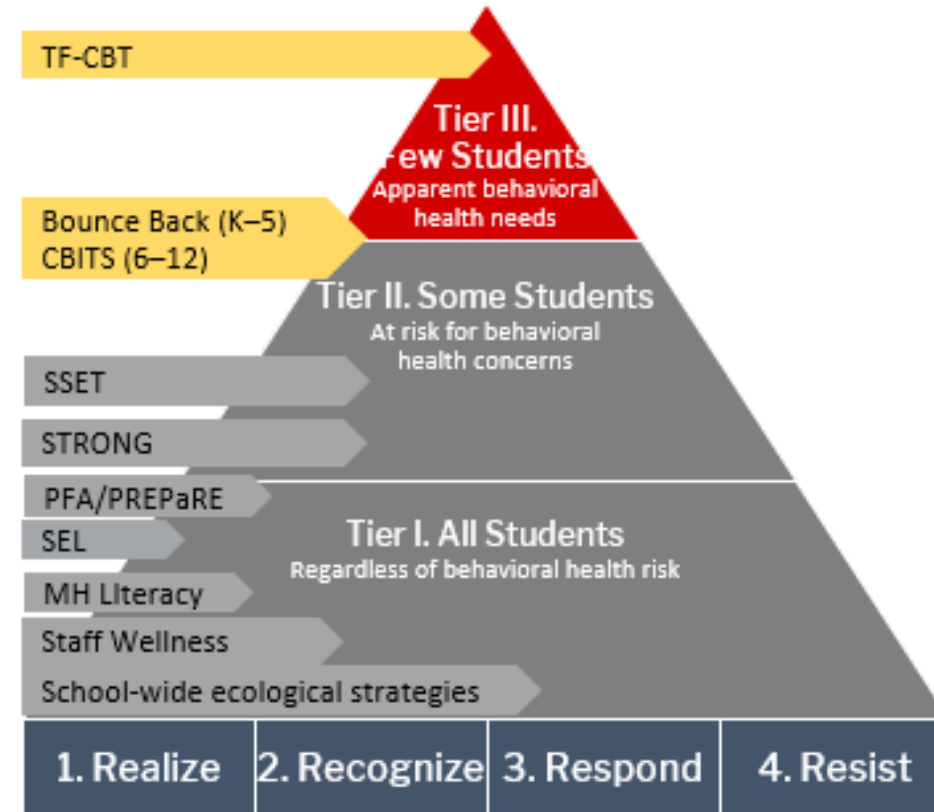 TF-CBT
Tier III.
Few Students
Apparent behavioral
health needs
Bounce Back (K–5)
CBITS (6–12)
Tier II. Some Students
At risk for behavioral
health concerns
SSET
STRONG
PFA/PREPaRE
SEL
Tier I. All Students
Regardless of behavioral health risk
MH LIteracy
Staff Wellness
School-wide ecological strategies
1. Realize
2. Recognize
3. Respond
4. Resist